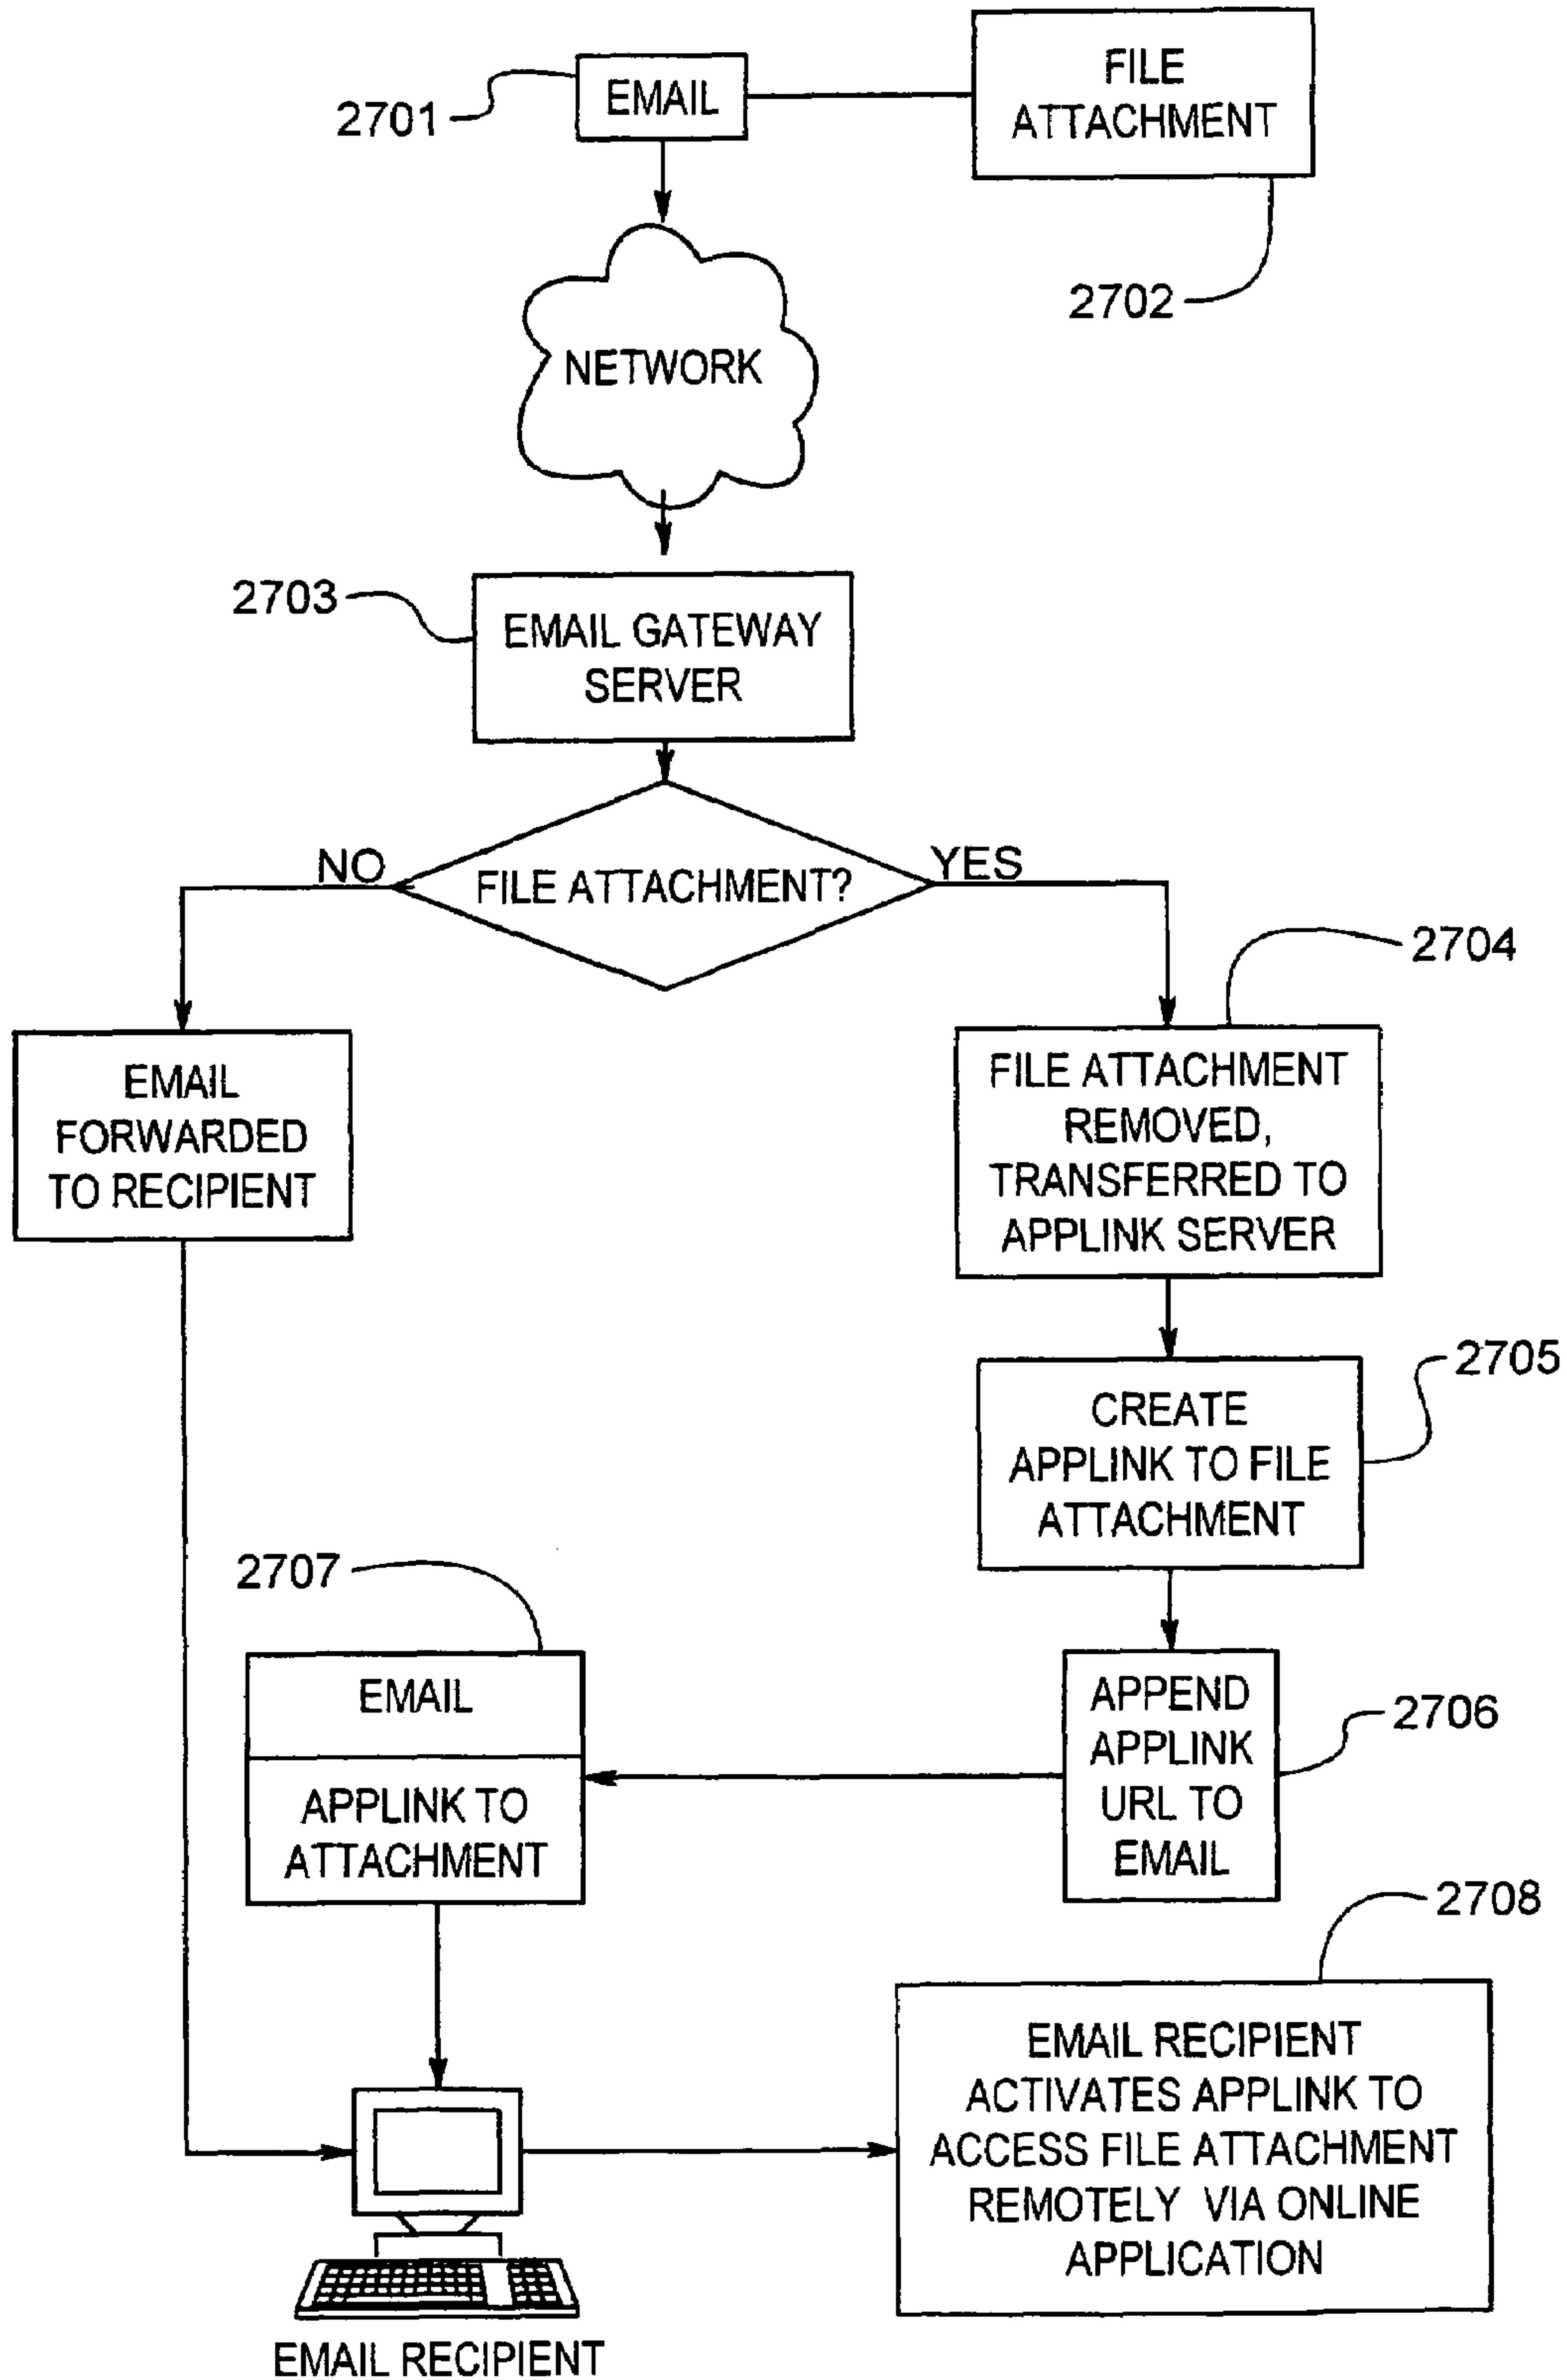 2701
EMAIL
FILE
ATTACHMENT
2702
NETWORK
2703
EMAIL GATEWAY
SERVER
NO
FILE ATTACHMENT?
YES
2704
EMAIL
FORWARDED
TO RECIPIENT
FILE ATTACHMENT
REMOVED,
TRANSFERRED TO
APPLINK SERVER
2705
CREATE
APPLINK TO FILE
ATTACHMENT
2707
EMAIL
APPLINK TO
ATTACHMENT
APPEND
APPLINK
URL TO
EMAIL
2706
2708
EMAIL RECIPIENT
ACTIVATES APPLINK TO
ACCESS FILE ATTACHMENT
REMOTELY VIA ONLINE
APPLICATION
EMAIL RECIPIENT